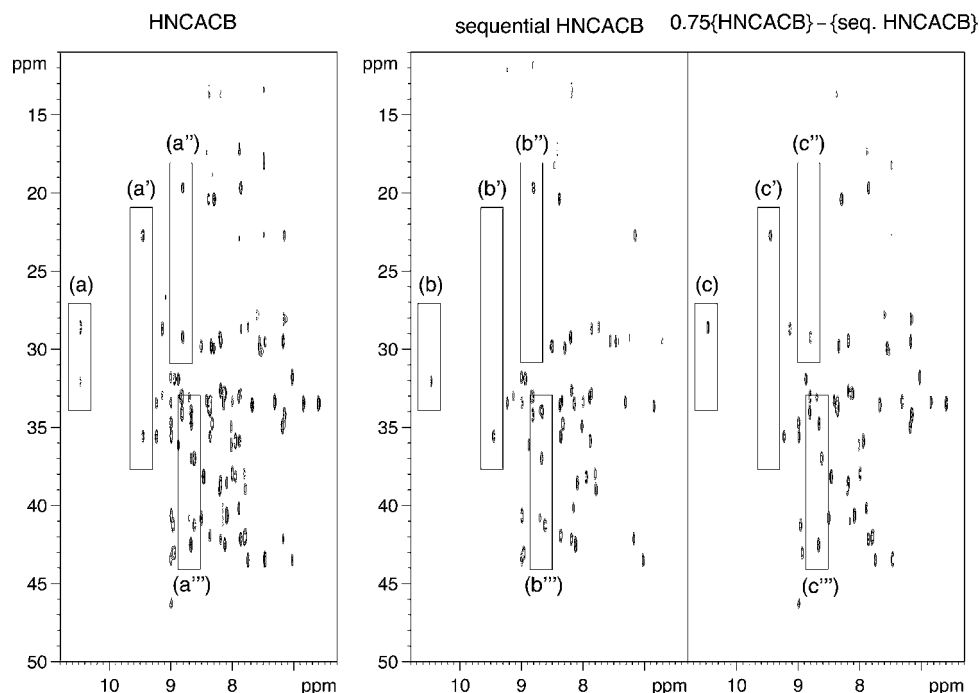 HNCACB
sequential HNCACB
0.75{HNCACB}−{seq. HNCACB}
ppm
ppm
15
15
(a'')
(b'')
(c'')
20
20
(a')
(b')
(c')
25
25
(a)
(b)
(c)
30
30
35
35
40
40
(a''')
(b''')
(c''')
45
45
50
50
10 9 8 ppm
10 9 8 ppm
10 9 8 ppm